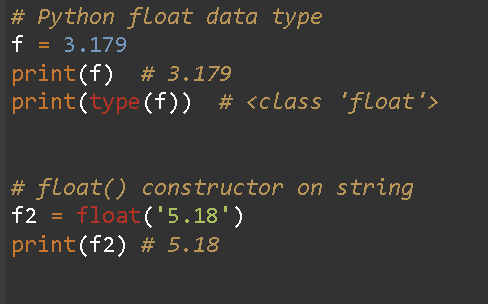 # Python float data type
f = 3.179
print(f)  # 3.179
print(type(f))  # <class 'float'>
# float() constructor on string
f2 = float('5.18')
print(f2) # 5.18